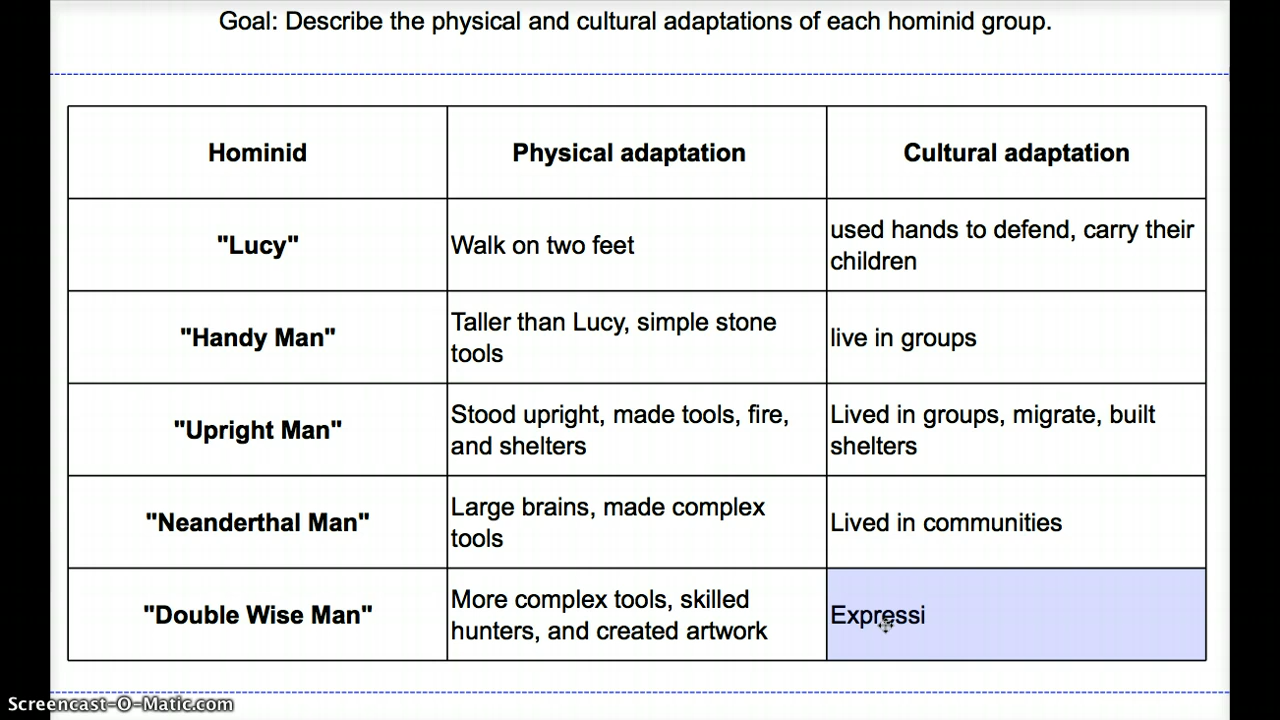 Goal: Describe the physical and cultural adaptations of each hominid group.
Hominid
Physical adaptation
Cultural adaptation
"Lucy"
Walk on two feet
used hands to defend, carry their
children
"Handy Man"
Taller than Lucy, simple stone
tools
live in groups
"Upright Man"
Stood upright, made tools, fire,
and shelters
Lived in groups, migrate, built
shelters
"Neanderthal Man"
Large brains, made complex
tools
Lived in communities
"Double Wise Man"
More complex tools, skilled
hunters, and created artwork
Expressi
Screencast-O-Matic.com